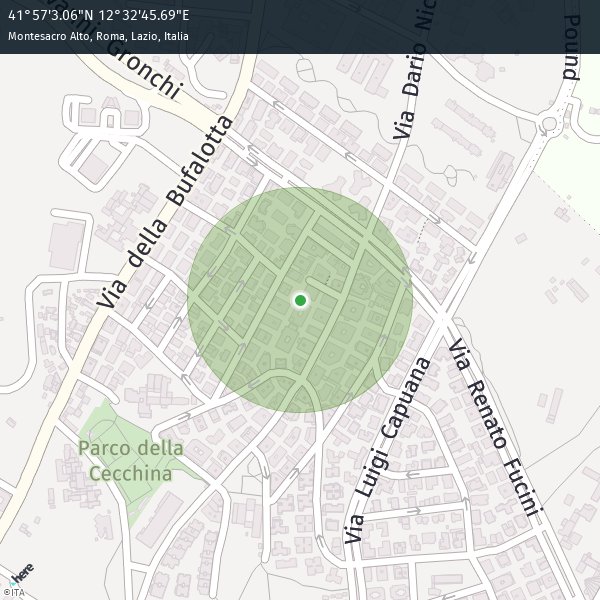 41°57'3.06"N 12°32'45.69"E
Montesacro Alto, Roma, Lazio, Italia
Gronchi
Via Dario Nic
Via della Bufalotta
Parco della
Cecchina
Via Luigi Capuana
Via Renato Fucini
here
©ITA